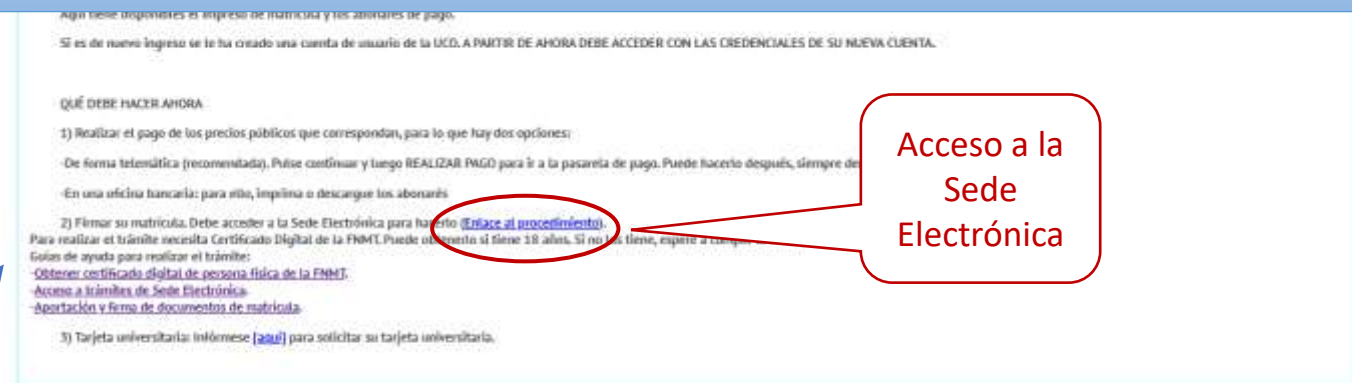 Aquí tiene disponibles el impreso de matrícula y los abonarés de pago.
Si es de nuevo ingreso se le ha creado una cuenta de usuario de la UCO. A PARTIR DE AHORA DEBE ACCEDER CON LAS CREDENCIALES DE SU NUEVA CUENTA.
QUÉ DEBE HACER AHORA
1) Realizar el pago de los precios públicos que correspondan, para lo que hay dos opciones:
-De forma telemática (recomendada). Pulse continuar y luego REALIZAR PAGO para ir a la pasarela de pago. Puede hacerlo después, siempre
-En una oficina bancaria: para ello, imprima o descargue los abonarés
2) Firmar su matrícula. Debe acceder a la Sede Electrónica para hacerlo (Enlace al procedimiento).
Para realizar el trámite necesita Certificado Digital de la FNMT. Puede obtenerlo si tiene 18 años. Si no los tiene, espere a
Guías de ayuda para realizar el trámite:
-Obtener certificado digital de persona física de la FNMT.
-Acceso a trámites de Sede Electrónica.
-Aportación y firma de documentos de matrícula.
3) Tarjeta universitaria: Infórmese [aquí] para solicitar su tarjeta universitaria.
Acceso a la
Sede
Electrónica